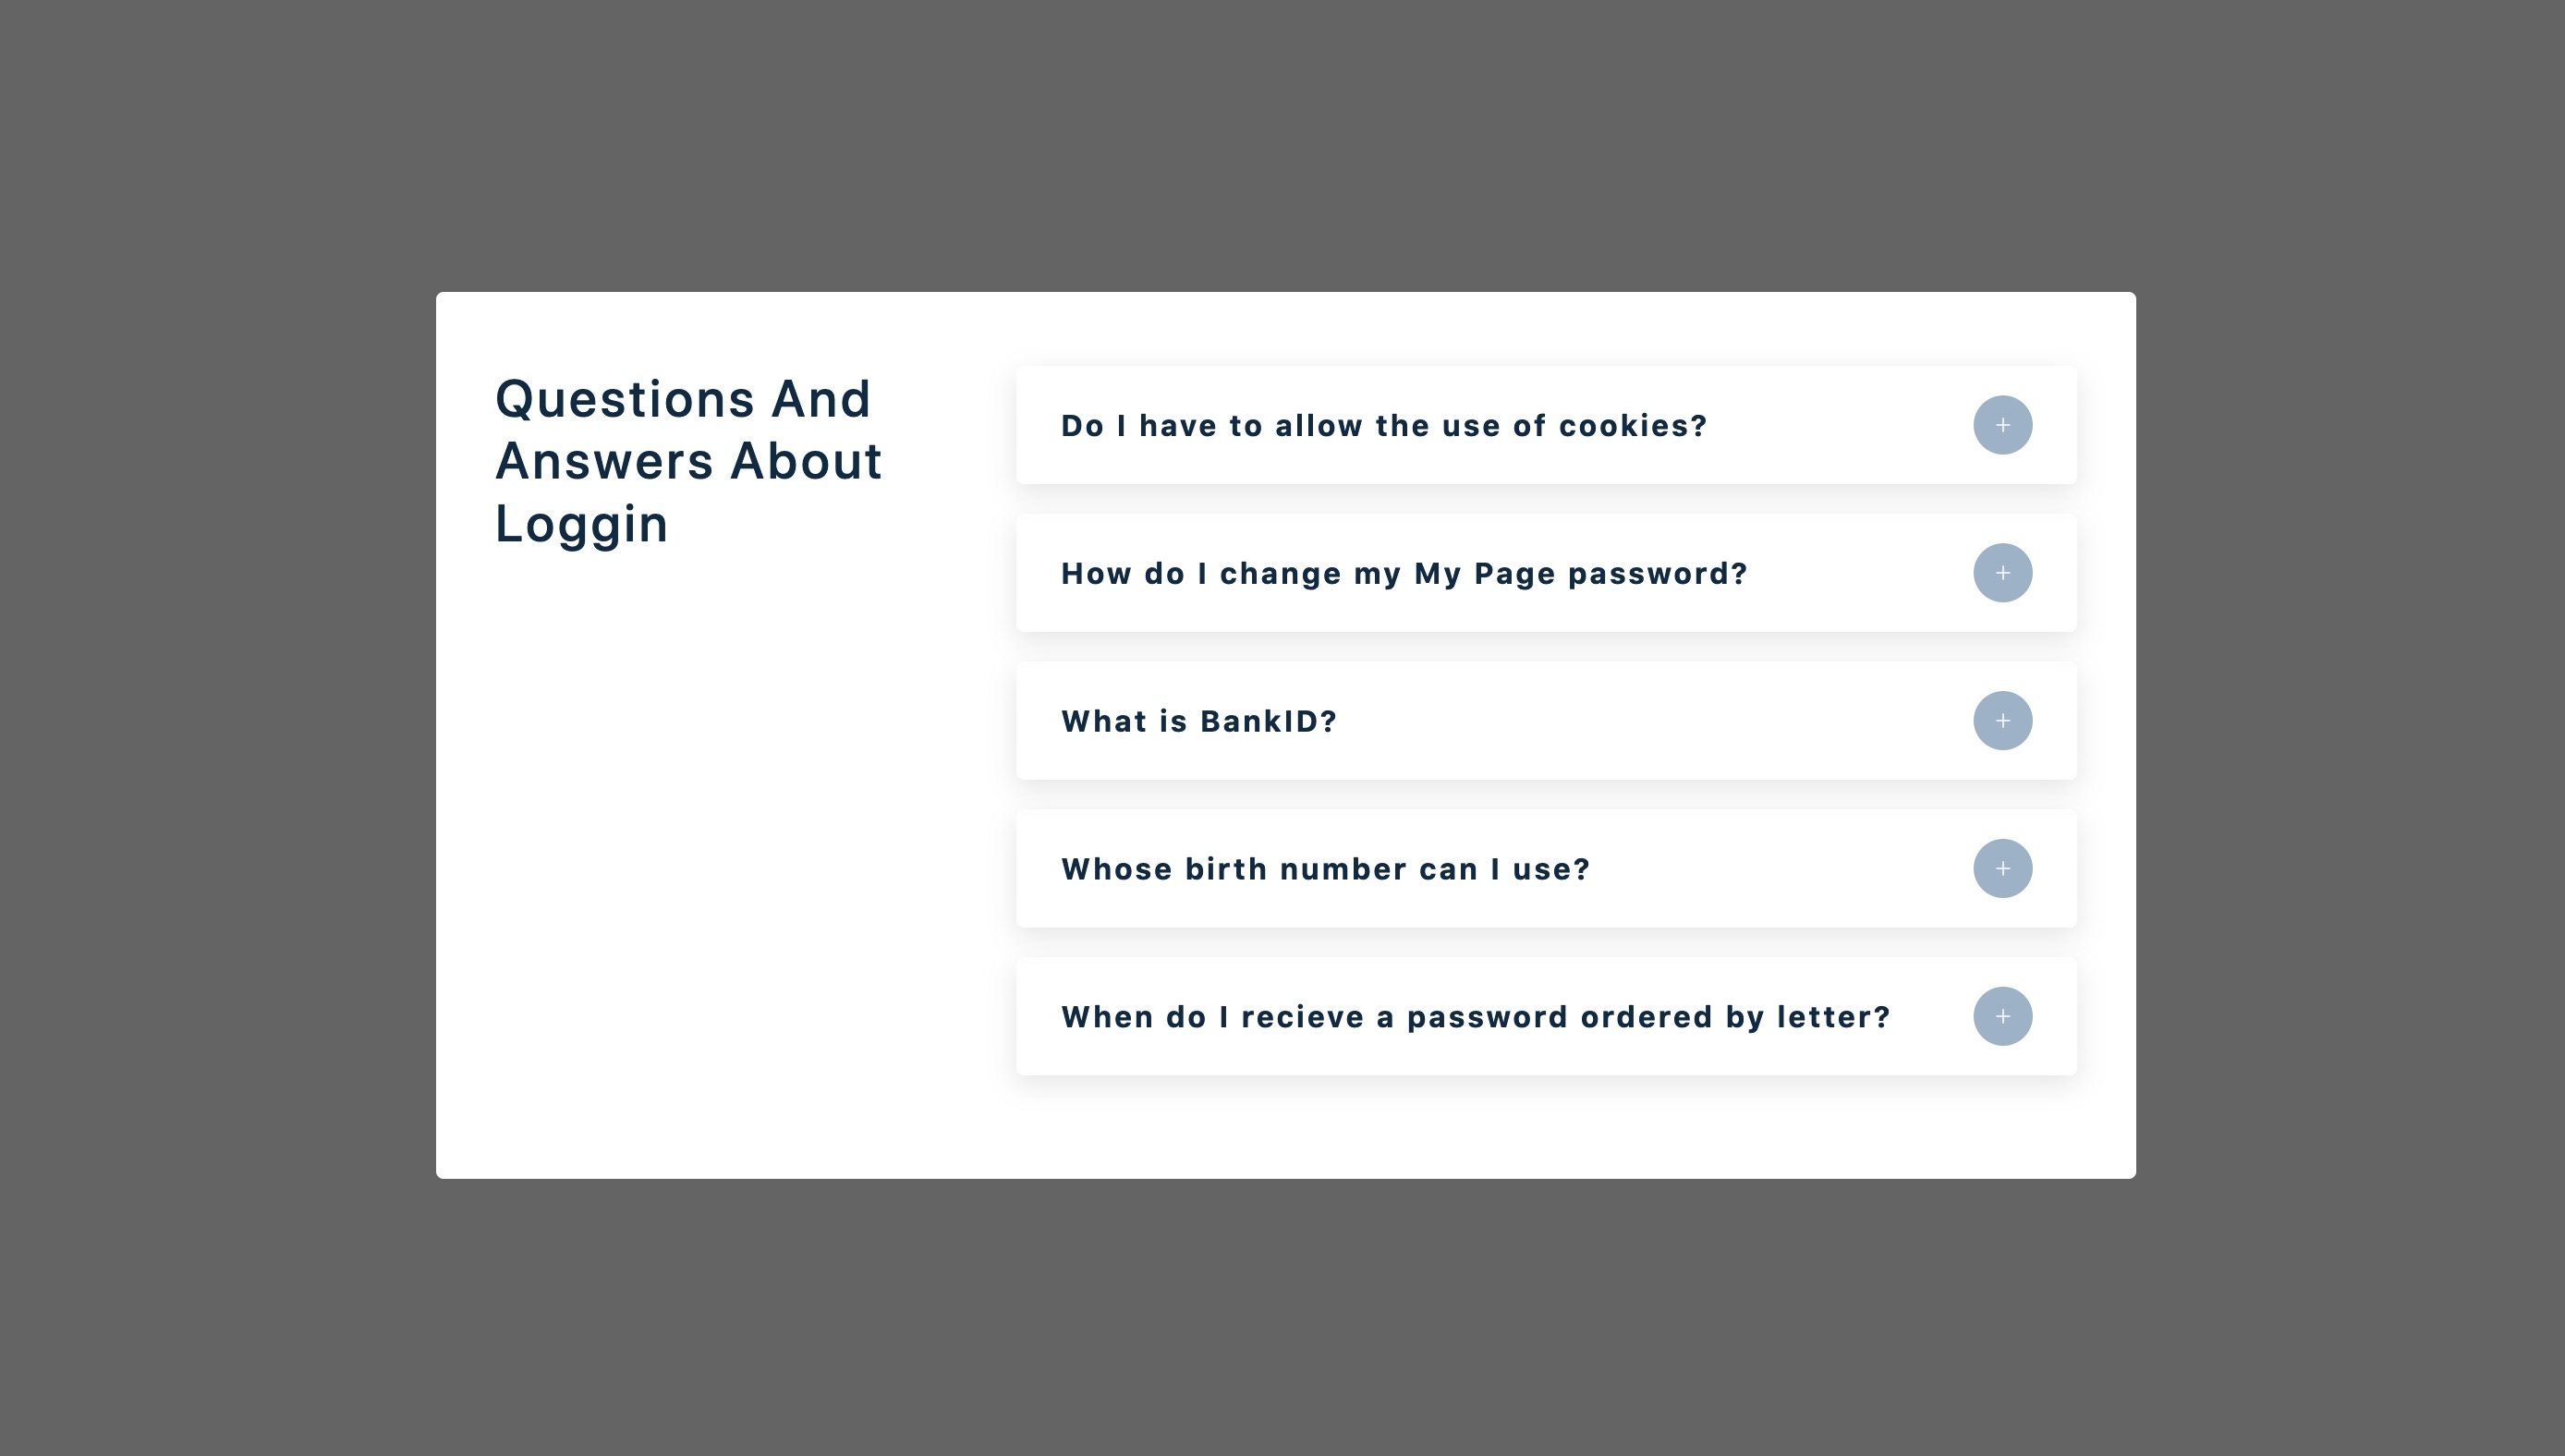 Questions And
Answers About
Loggin
Do I have to allow the use of cookies?
How do I change my My Page password?
What is BankID?
Whose birth number can I use?
When do I recieve a password ordered by letter?